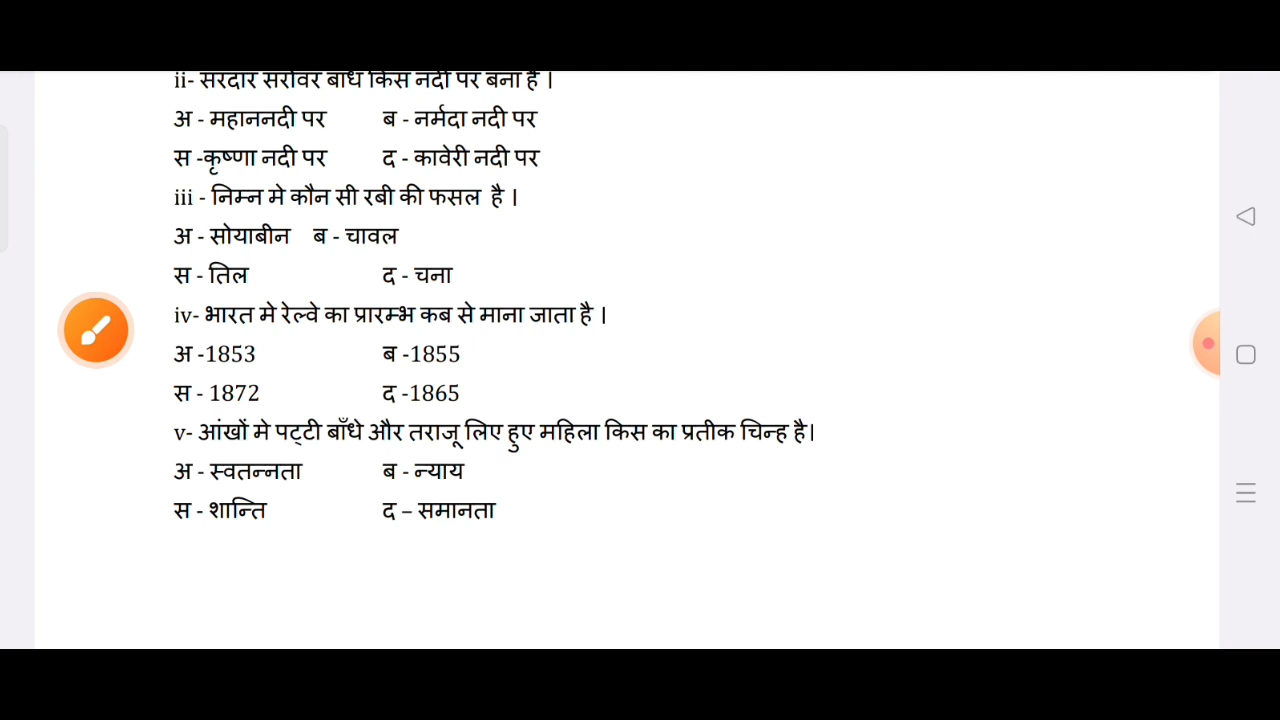 ii- सरदार सरोवर बांध किस नदी पर बना है ।
अ - महाननदी पर ब - नर्मदा नदी पर
स -कृष्णा नदी पर द - कावेरी नदी पर
iii - निम्न मे कौन सी रबी की फसल है ।
अ - सोयाबीन ब - चावल
स - तिल द - चना
iv- भारत मे रेल्वे का प्रारम्भ कब से माना जाता है ।
अ -1853 ब -1855
स - 1872 द -1865
v- आंखों मे पट्टी बाँधे और तराजू लिए हुए महिला किस का प्रतीक चिन्ह है।
अ - स्वतन्नता ब - न्याय
स - शान्ति द – समानता